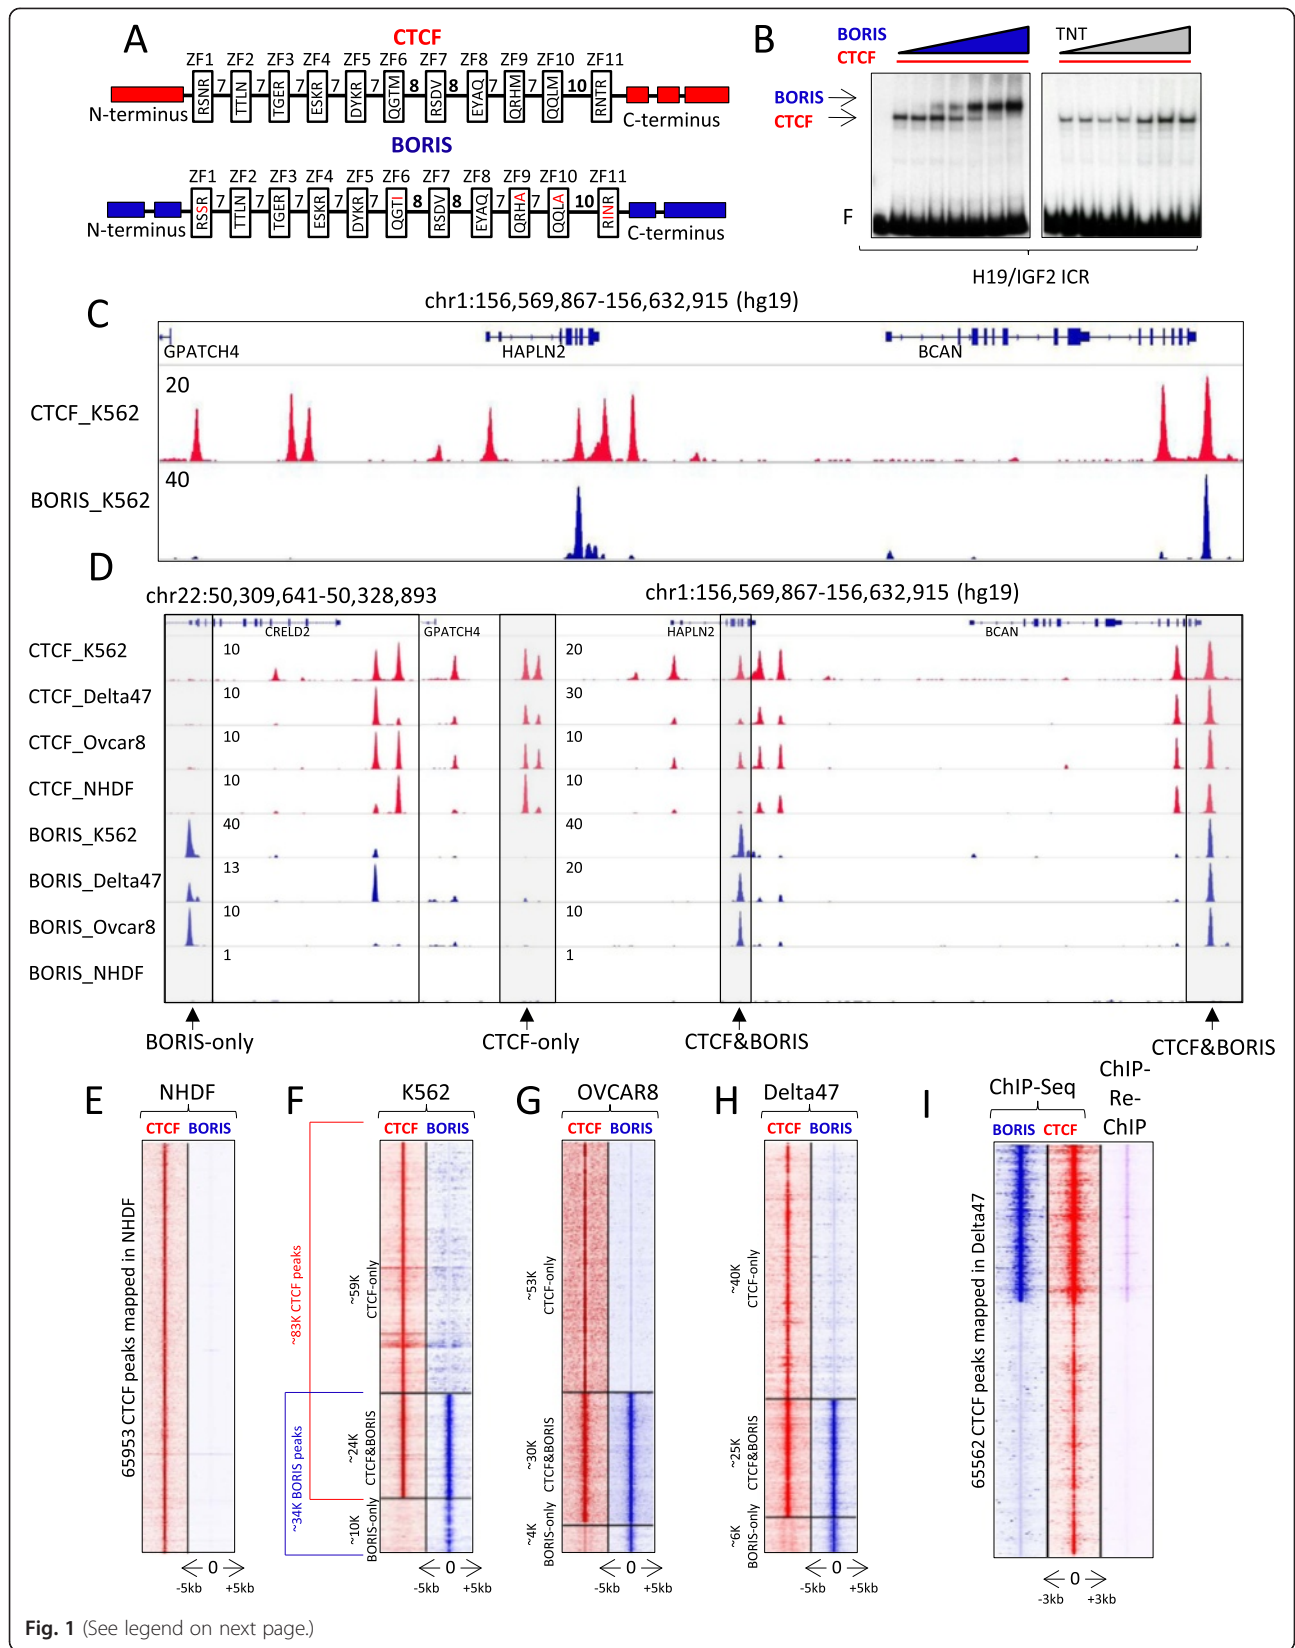 A
CTCF
ZF1 ZF2 ZF3 ZF4 ZF5 ZF6 ZF7 ZF8 ZF9 ZF10 ZF11
RSNR 7 TTLN 7 TGER 7 ESKR 7 DYKR 7 QGTM 8 RSDV 8 EYAQ 7 QRHM 7 QQLM 10 RNTR
N-terminus C-terminus
BORIS
ZF1 ZF2 ZF3 ZF4 ZF5 ZF6 ZF7 ZF8 ZF9 ZF10 ZF11
RSSR 7 TTLN 7 TGER 7 ESKR 7 DYKR 7 QGTI 8 RSDV 8 EYAQ 7 QRHA 7 QQLA 10 RINR
N-terminus C-terminus
B
BORIS TNT
CTCF
BORIS
CTCF
F
H19/IGF2 ICR
C
chr1:156,569,867-156,632,915 (hg19)
GPATCH4 HAPLN2 BCAN
20
CTCF_K562
40
BORIS_K562
D
chr22:50,309,641-50,328,893 chr1:156,569,867-156,632,915 (hg19)
CRELD2 GPATCH4 HAPLN2 BCAN
CTCF_K562 10 20
CTCF_Delta47 10 30
CTCF_Ovcar8 10 10
CTCF_NHDF 10 10
BORIS_K562 40 40
BORIS_Delta47 13 20
BORIS_Ovcar8 10 10
BORIS_NHDF 1 1
BORIS-only CTCF-only CTCF&BORIS CTCF&BORIS
E
NHDF
CTCF BORIS
65953 CTCF peaks mapped in NHDF
0
-5kb +5kb
F
K562
CTCF BORIS
~83K CTCF peaks
~34K BORIS peaks
~59K
CTCF-only
~24K
CTCF&BORIS
~10K
BORIS-only
0
-5kb +5kb
G
OVCAR8
CTCF BORIS
~53K
CTCF-only
~30K
CTCF&BORIS
~4K
BORIS-only
0
-5kb +5kb
H
Delta47
CTCF BORIS
~40K
CTCF-only
~25K
CTCF&BORIS
~6K
BORIS-only
0
-5kb +5kb
I
ChIP-Seq
BORIS CTCF
ChIP-
Re-
ChIP
65562 CTCF peaks mapped in Delta47
0
-3kb +3kb
Fig. 1 (See legend on next page.)